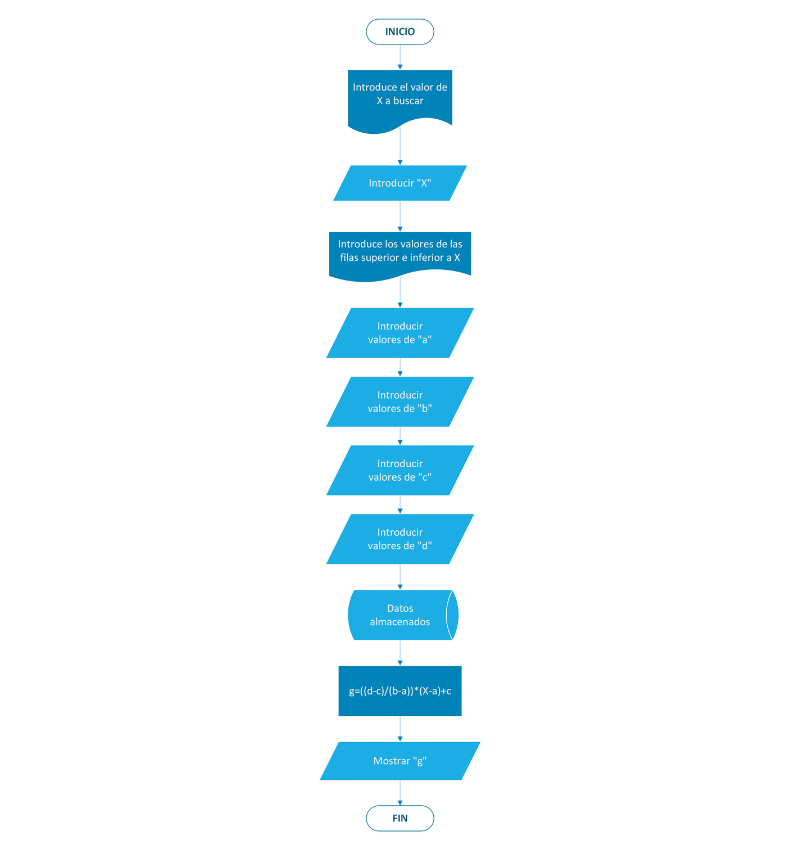 INICIO
Introduce el valor de
X a buscar
Introducir "X"
Introduce los valores de las
filas superior e inferior a X
Introducir
valores de "a"
Introducir
valores de "b"
Introducir
valores de "c"
Introducir
valores de "d"
Datos
almacenados
g=((d-c)/(b-a))*(X-a)+c
Mostrar "g"
FIN